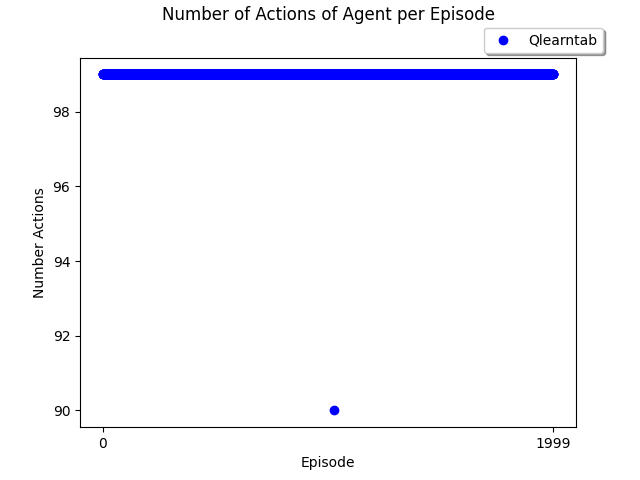 Number of Actions of Agent per Episode
Qlearntab
98
96
94
92
90
Number Actions
0
1999
Episode